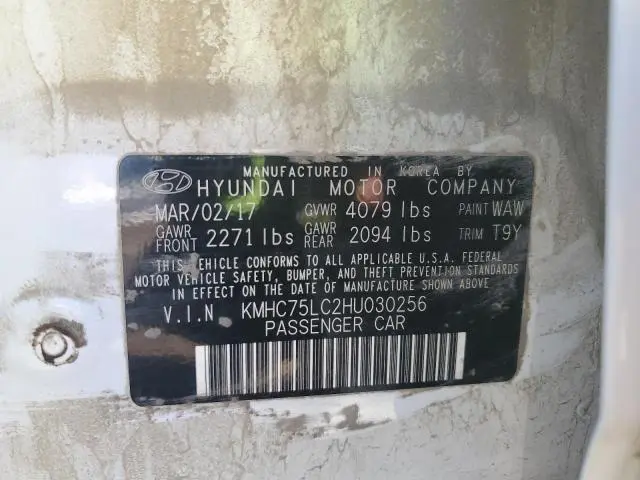 MANUFACTURED IN KOREA BY
HYUNDAI MOTOR COMPANY
MAR/02/17 GVWR 4079 lbs PAINT WAW
GAWR FRONT 2271 lbs GAWR REAR 2094 lbs TRIM T9Y
THIS VEHICLE CONFORMS TO ALL APPLICABLE U.S.A. FEDERAL
MOTOR VEHICLE SAFETY, BUMPER, AND THEFT PREVENTION STANDARDS
IN EFFECT ON THE DATE OF MANUFACTURE SHOWN ABOVE
V.I.N KMHC75LC2HU030256
PASSENGER CAR